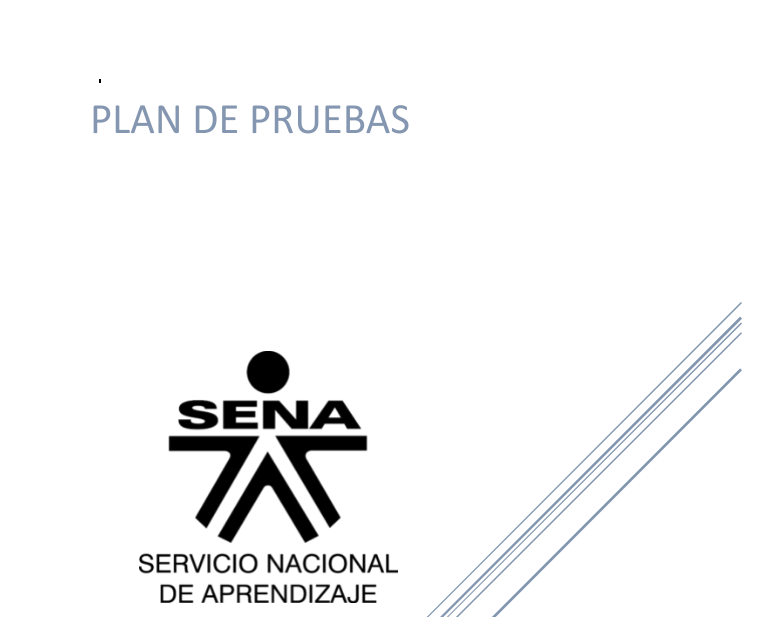 PLAN DE PRUEBAS
SENA
SERVICIO NACIONAL
DE APRENDIZAJE